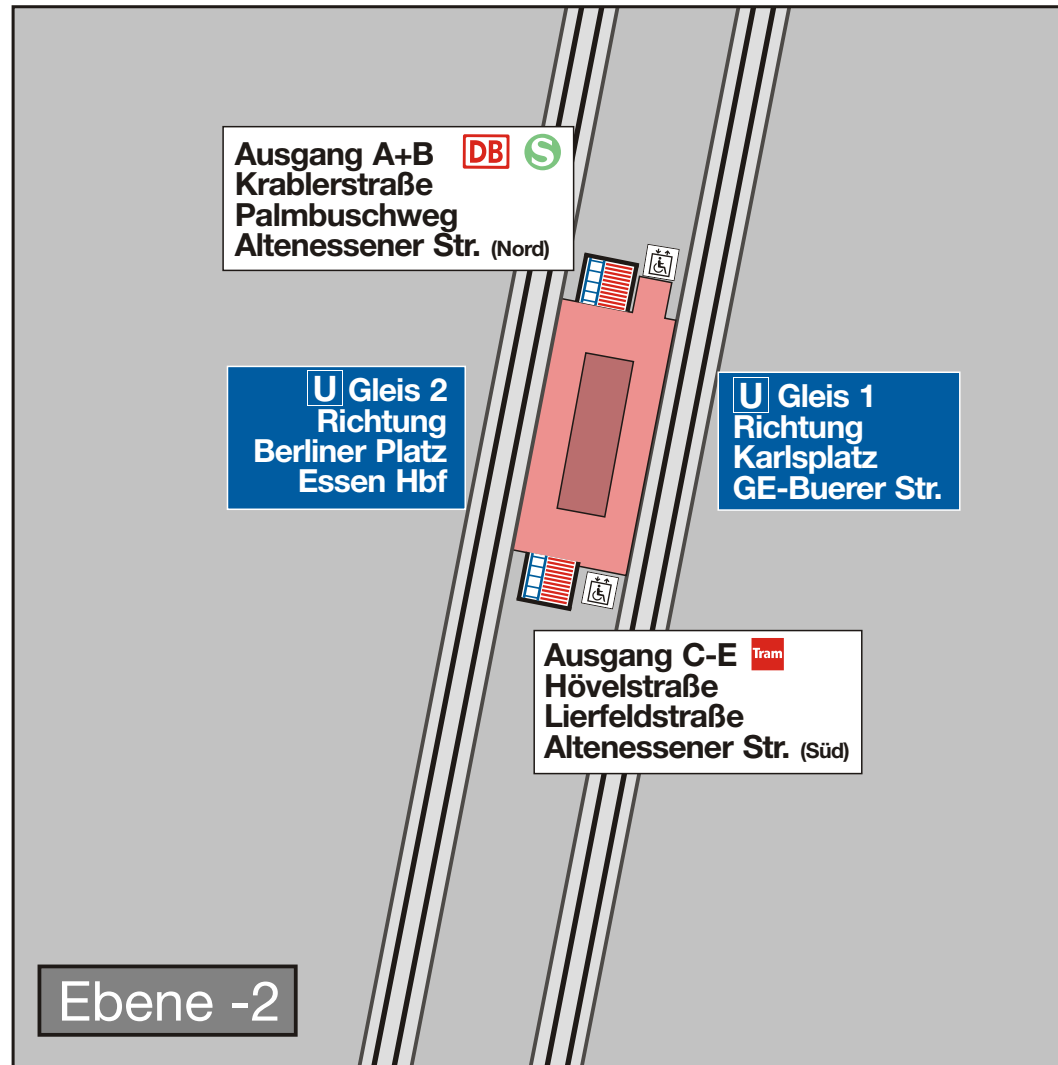 Ausgang A+B DB S
Krablerstraße
Palmbuschweg
Altenessener Str. (Nord)
U Gleis 2
Richtung
Berliner Platz
Essen Hbf
U Gleis 1
Richtung
Karlsplatz
GE-Buerer Str.
Ausgang C-E Tram
Hövelstraße
Lierfeldstraße
Altenessener Str. (Süd)
Ebene -2